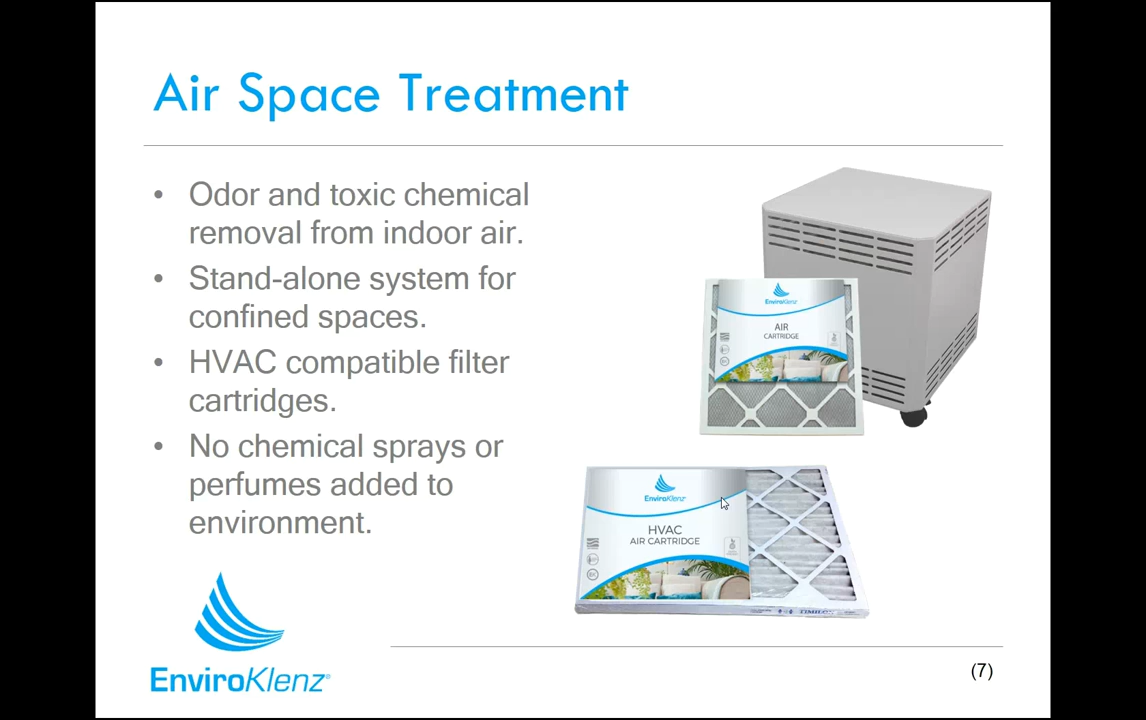 Air Space Treatment
• Odor and toxic chemical
removal from indoor air.
• Stand-alone system for
confined spaces.
• HVAC compatible filter
cartridges.
• No chemical sprays or
perfumes added to
environment.
EnviroKlenz
AIR
CARTRIDGE
EnviroKlenz®
HVAC
AIR CARTRIDGE
TIMILON
EnviroKlenz®
(7)